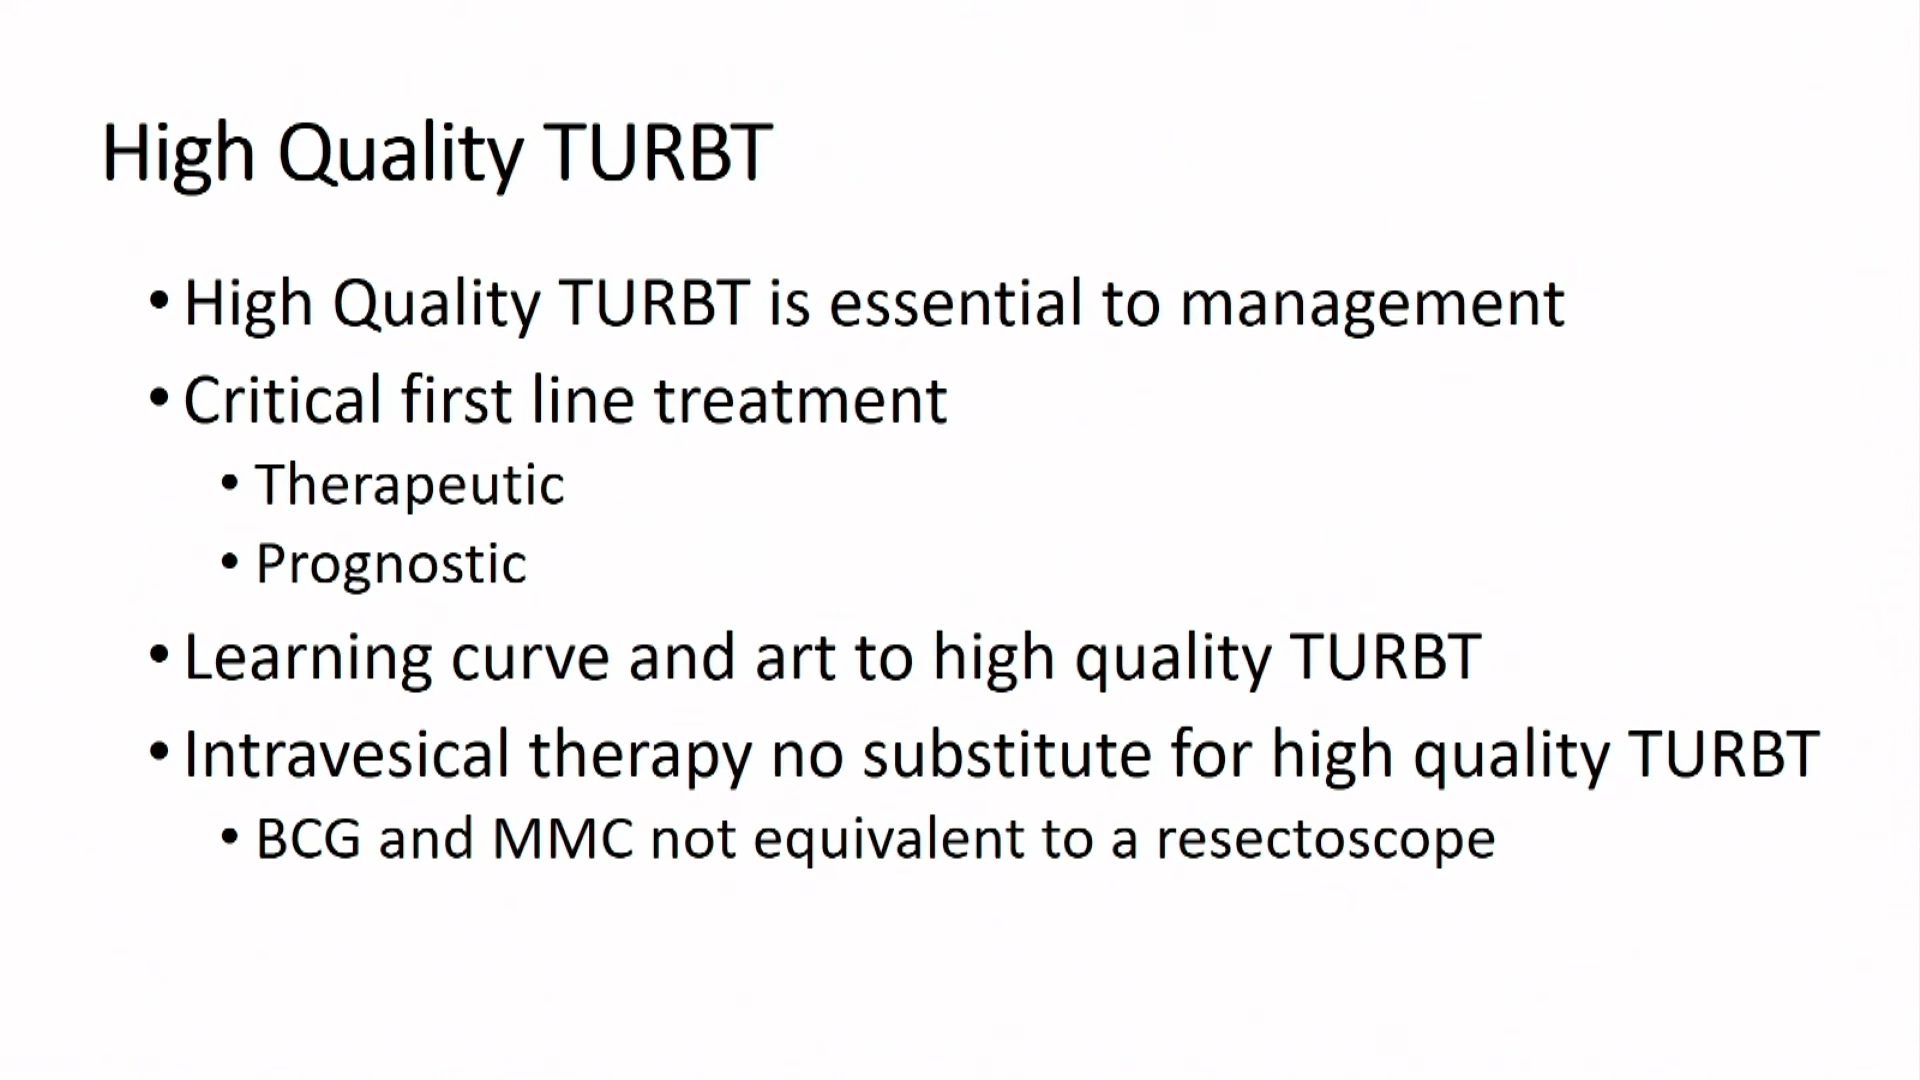 High Quality TURBT
• High Quality TURBT is essential to management
• Critical first line treatment
• Therapeutic
• Prognostic
• Learning curve and art to high quality TURBT
• Intravesical therapy no substitute for high quality TURBT
• BCG and MMC not equivalent to a resectoscope